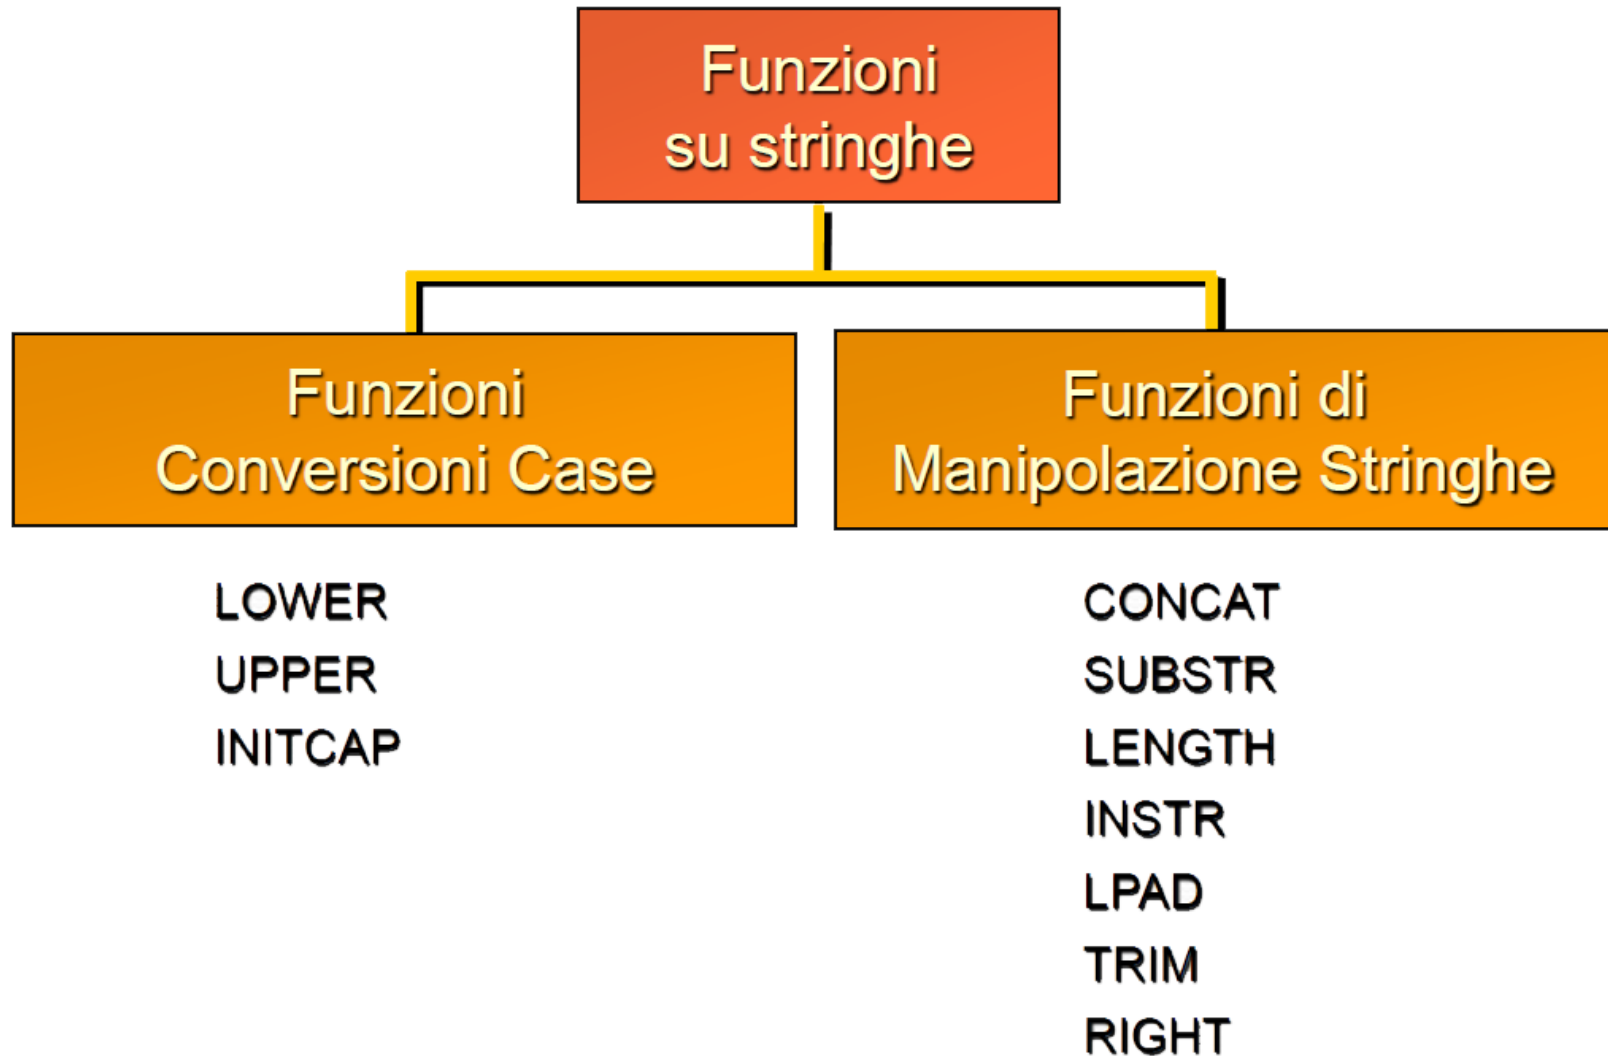 Funzioni
su stringhe
Funzioni
Conversioni Case
Funzioni di
Manipolazione Stringhe
LOWER
UPPER
INITCAP
CONCAT
SUBSTR
LENGTH
INSTR
LPAD
TRIM
RIGHT